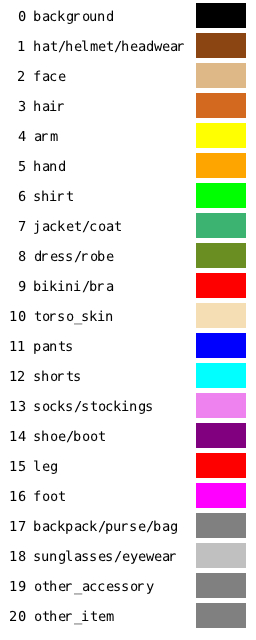 0 background
1 hat/helmet/headwear
2 face
3 hair
4 arm
5 hand
6 shirt
7 jacket/coat
8 dress/robe
9 bikini/bra
10 torso_skin
11 pants
12 shorts
13 socks/stockings
14 shoe/boot
15 leg
16 foot
17 backpack/purse/bag
18 sunglasses/eyewear
19 other_accessory
20 other_item